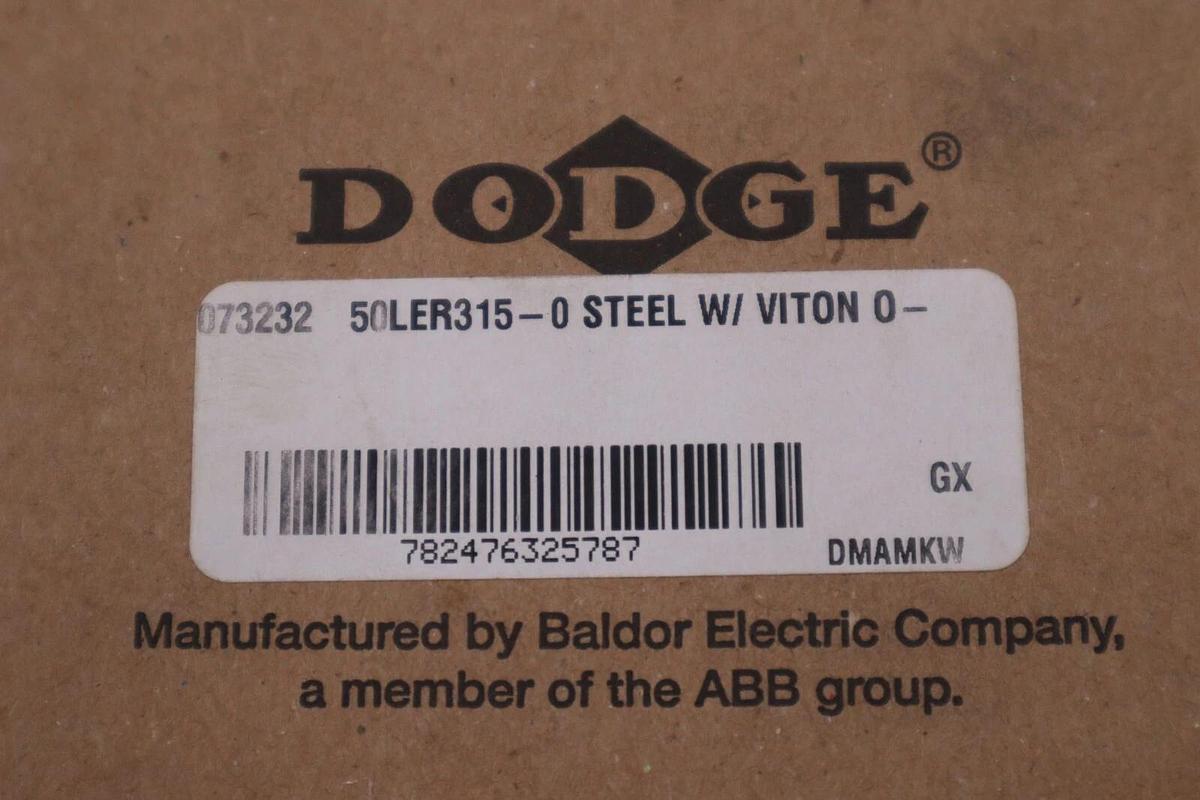 DODGE®
073232 50LER315-0 STEEL W/ VITON O-
782476325787
GX
DMAMKW
Manufactured by Baldor Electric Company,
a member of the ABB group.